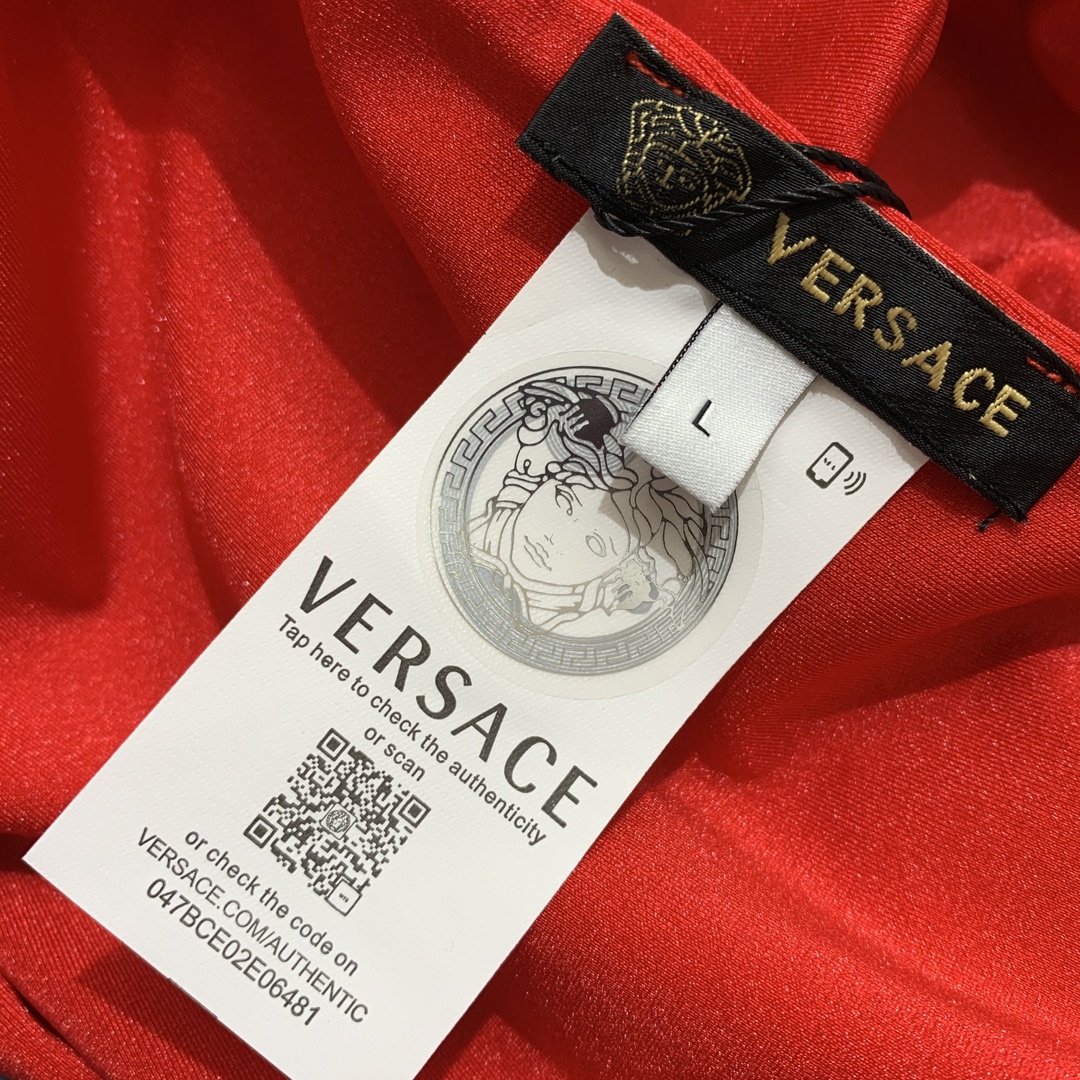 VERSACE
L
VERSACE
Tap here to check the authenticity
or scan
or check the code on
VERSACE.COM/AUTHENTIC
047BCE02E06481